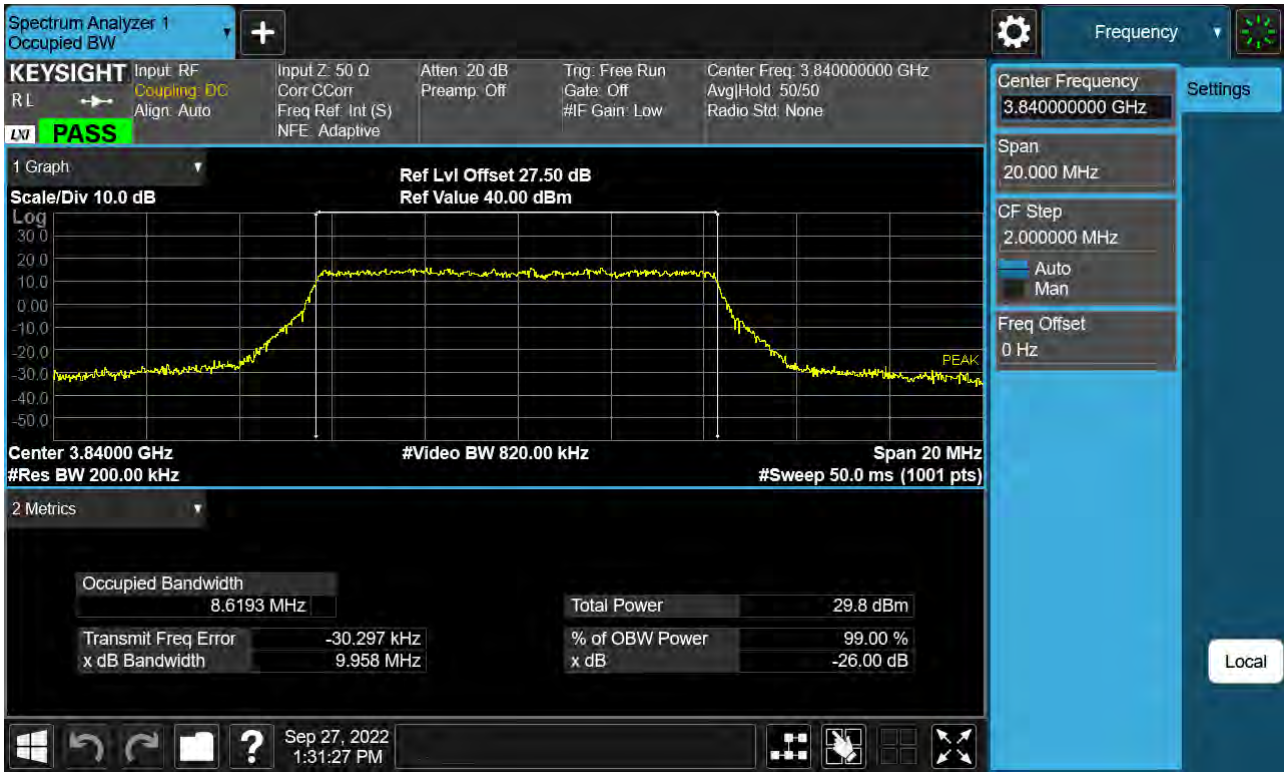 Spectrum Analyzer 1
Occupied BW
+
Frequency
KEYSIGHT
RL
LXI PASS
Input: RF
Coupling: DC
Align: Auto
Input Z: 50 Ω
Corr CCorr
Freq Ref: Int (S)
NFE: Adaptive
Atten: 20 dB
Preamp: Off
Trig: Free Run
Gate: Off
#IF Gain: Low
Center Freq: 3.840000000 GHz
Avg|Hold: 50/50
Radio Std: None
Center Frequency
3.840000000 GHz
Settings
Span
20.000 MHz
CF Step
2.000000 MHz
Auto
Man
Freq Offset
0 Hz
1 Graph
Scale/Div 10.0 dB
Ref Lvl Offset 27.50 dB
Ref Value 40.00 dBm
Log
30.0
20.0
10.0
0.00
-10.0
-20.0
-30.0
-40.0
-50.0
PEAK
Center 3.84000 GHz
#Video BW 820.00 kHz
Span 20 MHz
#Res BW 200.00 kHz
#Sweep 50.0 ms (1001 pts)
2 Metrics
Occupied Bandwidth
8.6193 MHz
Total Power 29.8 dBm
Transmit Freq Error -30.297 kHz
% of OBW Power 99.00 %
x dB Bandwidth 9.958 MHz
x dB -26.00 dB
Local
?
Sep 27, 2022
1:31:27 PM